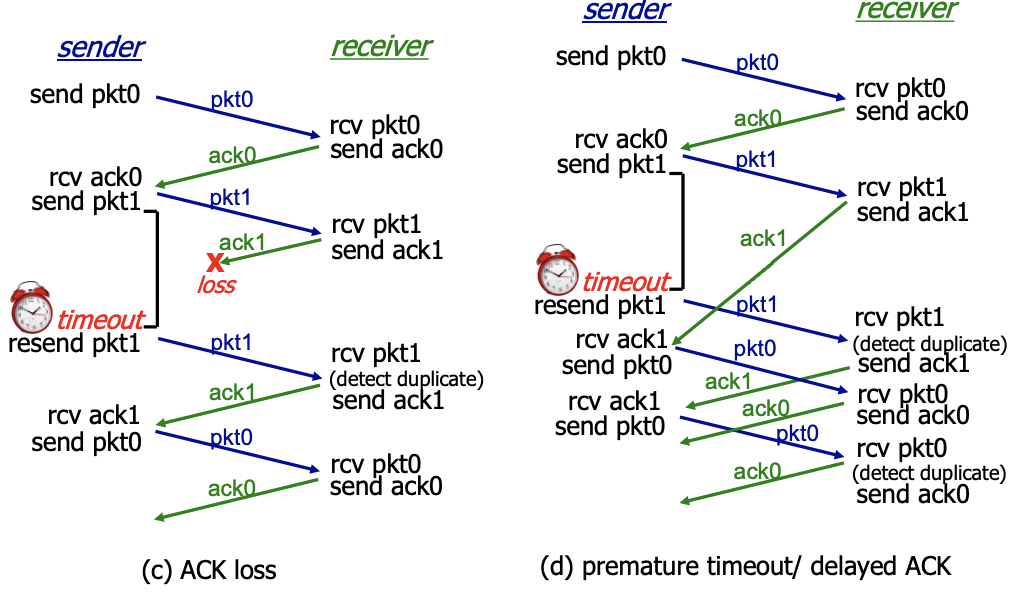 sender
receiver
send pkt0
pkt0
rcv pkt0
send ack0
ack0
rcv ack0
send pkt1
pkt1
rcv pkt1
send ack1
ack1
X
loss
timeout
resend pkt1
pkt1
rcv pkt1
(detect duplicate)
send ack1
ack1
rcv ack1
send pkt0
pkt0
rcv pkt0
send ack0
ack0
(c) ACK loss
sender
receiver
send pkt0
pkt0
rcv pkt0
send ack0
ack0
rcv ack0
send pkt1
pkt1
rcv pkt1
send ack1
ack1
timeout
resend pkt1
pkt1
rcv pkt1
(detect duplicate)
send ack1
rcv ack1
send pkt0
pkt0
ack1
rcv pkt0
send ack0
rcv ack1
send pkt0
ack0
pkt0
rcv pkt0
(detect duplicate)
send ack0
ack0
(d) premature timeout/ delayed ACK